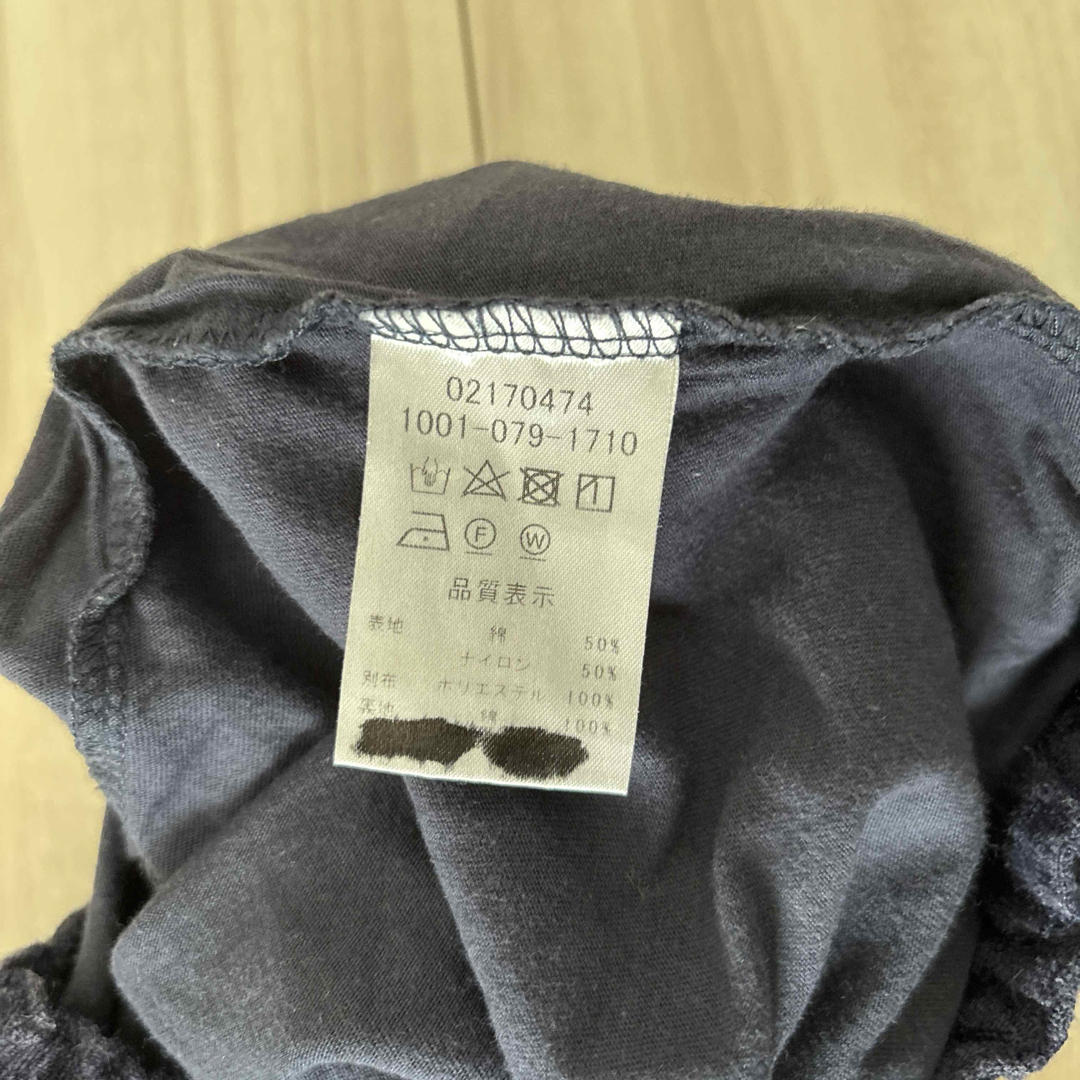 02170474
1001-079-1710
F W
品質表示
表地 綿 50%
ナイロン 50%
別布 ポリエステル 100%
裏地 綿 100%